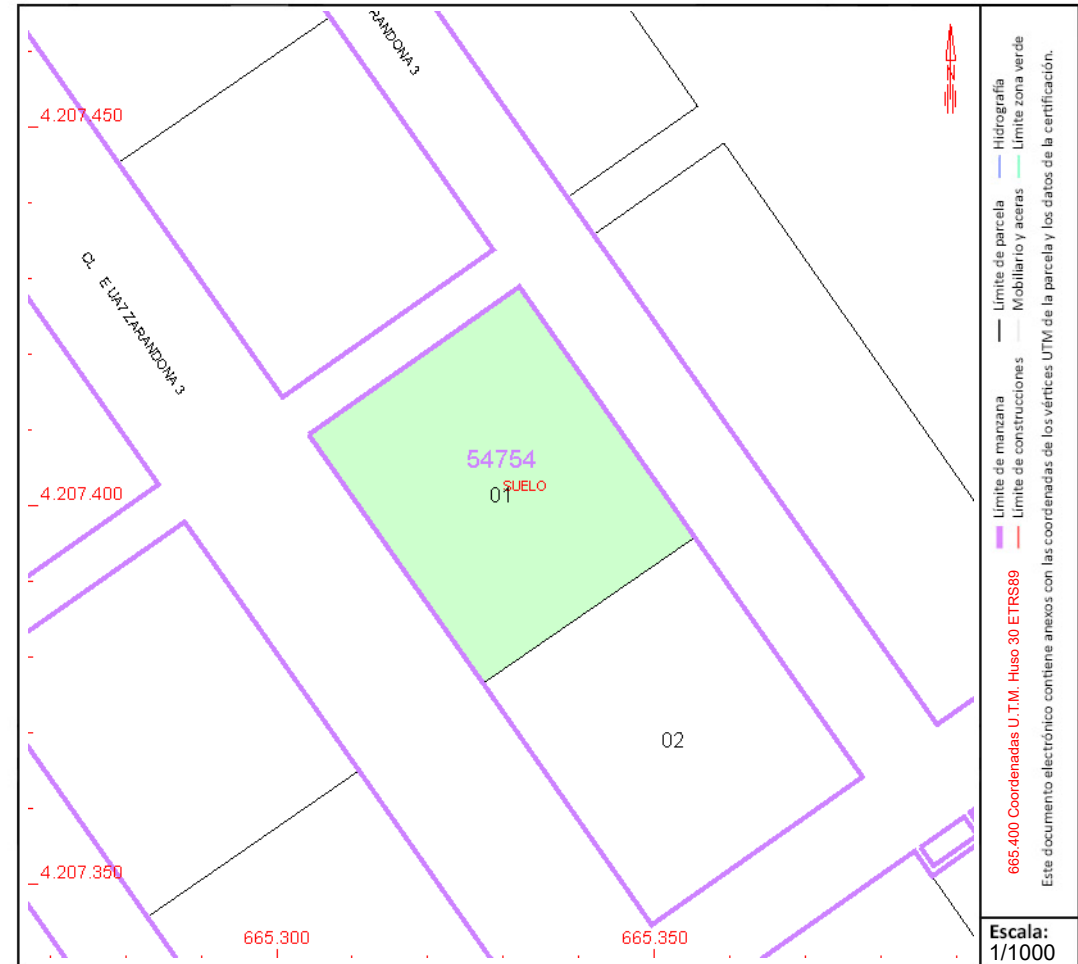 RANDONA 3
4.207.450
CL E UA7 ZARANDONA 3
54754
SUELO
01
4.207.400
02
4.207.350
665.300
665.350
N
Hidrografía
Límite zona verde
Límite de parcela
Mobiliario y aceras
Límite de manzana
Límite de construcciones
665.400 Coordenadas U.T.M. Huso 30 ETRS89
Este documento electrónico contiene anexos con las coordenadas de los vértices UTM de la parcela y los datos de la certificación.
Escala:
1/1000